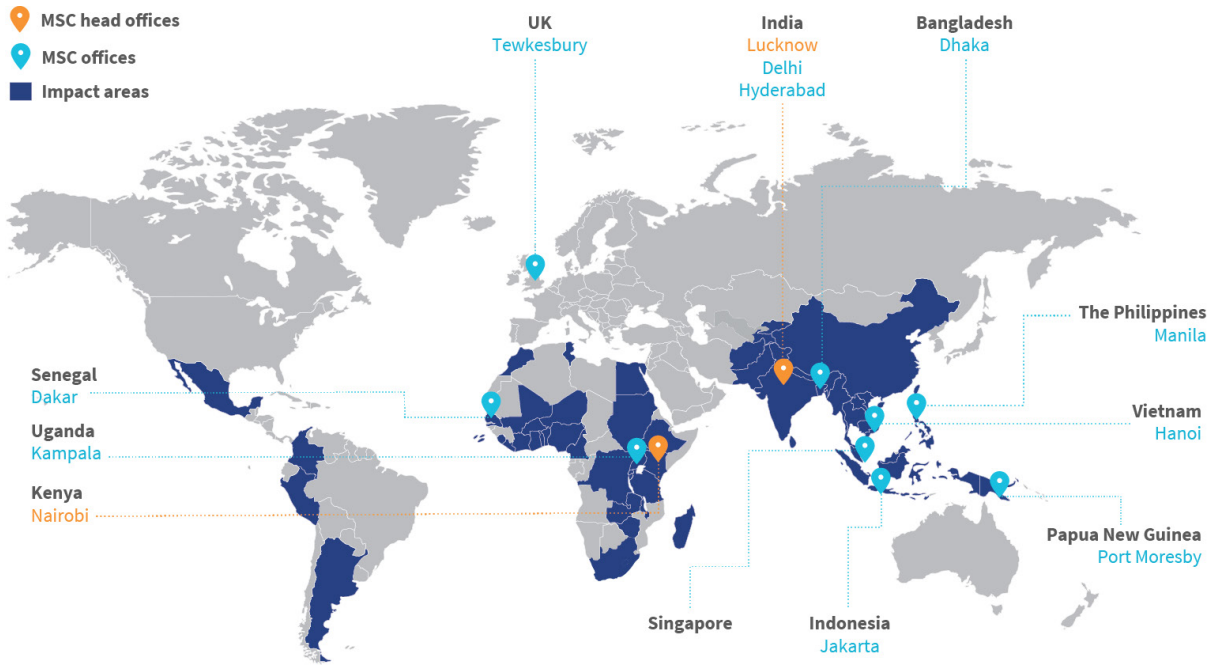 MSC head offices
MSC offices
Impact areas
UK
Tewkesbury
India
Lucknow
Delhi
Hyderabad
Bangladesh
Dhaka
The Philippines
Manila
Senegal
Dakar
Vietnam
Hanoi
Uganda
Kampala
Kenya
Nairobi
Papua New Guinea
Port Moresby
Singapore
Indonesia
Jakarta